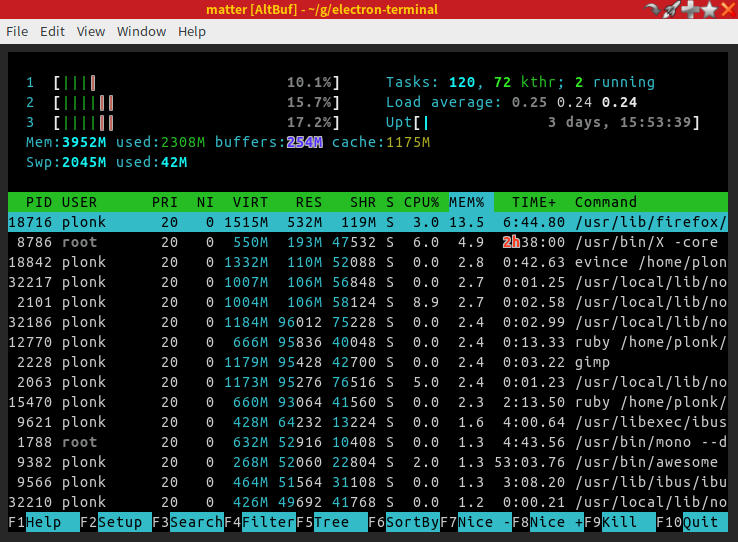 matter [AltBuf] - ~/g/electron-terminal
File Edit View Window Help
1 [|||| 10.1%] Tasks: 120, 72 kthr; 2 running
2 [|||||| 15.7%] Load average: 0.25 0.24 0.24
3 [|||||| 17.2%] Upt[| 3 days, 15:53:39]
Mem:3952M used:2308M buffers:254M cache:1175M
Swp:2045M used:42M
PID USER PRI NI VIRT RES SHR S CPU% MEM% TIME+ Command
18716 plonk 20 0 1515M 532M 119M S 3.0 13.5 6:44.80 /usr/lib/firefox/
8786 root 20 0 550M 193M 47532 S 6.0 4.9 2h38:00 /usr/bin/X -core
18842 plonk 20 0 1332M 110M 52088 S 0.0 2.8 0:42.63 evince /home/plon
32217 plonk 20 0 1007M 106M 56848 S 0.0 2.7 0:01.25 /usr/local/lib/no
2101 plonk 20 0 1004M 106M 58124 S 8.9 2.7 0:02.58 /usr/local/lib/no
32186 plonk 20 0 1184M 96012 75228 S 0.0 2.4 0:02.99 /usr/local/lib/no
12770 plonk 20 0 666M 95836 40048 S 0.0 2.4 0:13.33 ruby /home/plonk/
2228 plonk 20 0 1179M 95428 42700 S 0.0 2.4 0:03.22 gimp
2063 plonk 20 0 1173M 95276 76516 S 5.0 2.4 0:01.23 /usr/local/lib/no
15470 plonk 20 0 660M 93064 41560 S 0.0 2.3 2:13.50 ruby /home/plonk/
9621 plonk 20 0 428M 64232 13224 S 0.0 1.6 4:00.64 /usr/libexec/ibus
1788 root 20 0 632M 52916 10408 S 0.0 1.3 4:43.56 /usr/bin/mono --d
9382 plonk 20 0 268M 52060 22804 S 2.0 1.3 53:03.76 /usr/bin/awesome
9566 plonk 20 0 464M 51564 31108 S 0.0 1.3 3:08.20 /usr/lib/ibus/ibu
32210 plonk 20 0 426M 49692 41768 S 0.0 1.2 0:00.21 /usr/local/lib/no
F1Help F2Setup F3SearchF4FilterF5Tree F6SortByF7Nice -F8Nice +F9Kill F10Quit